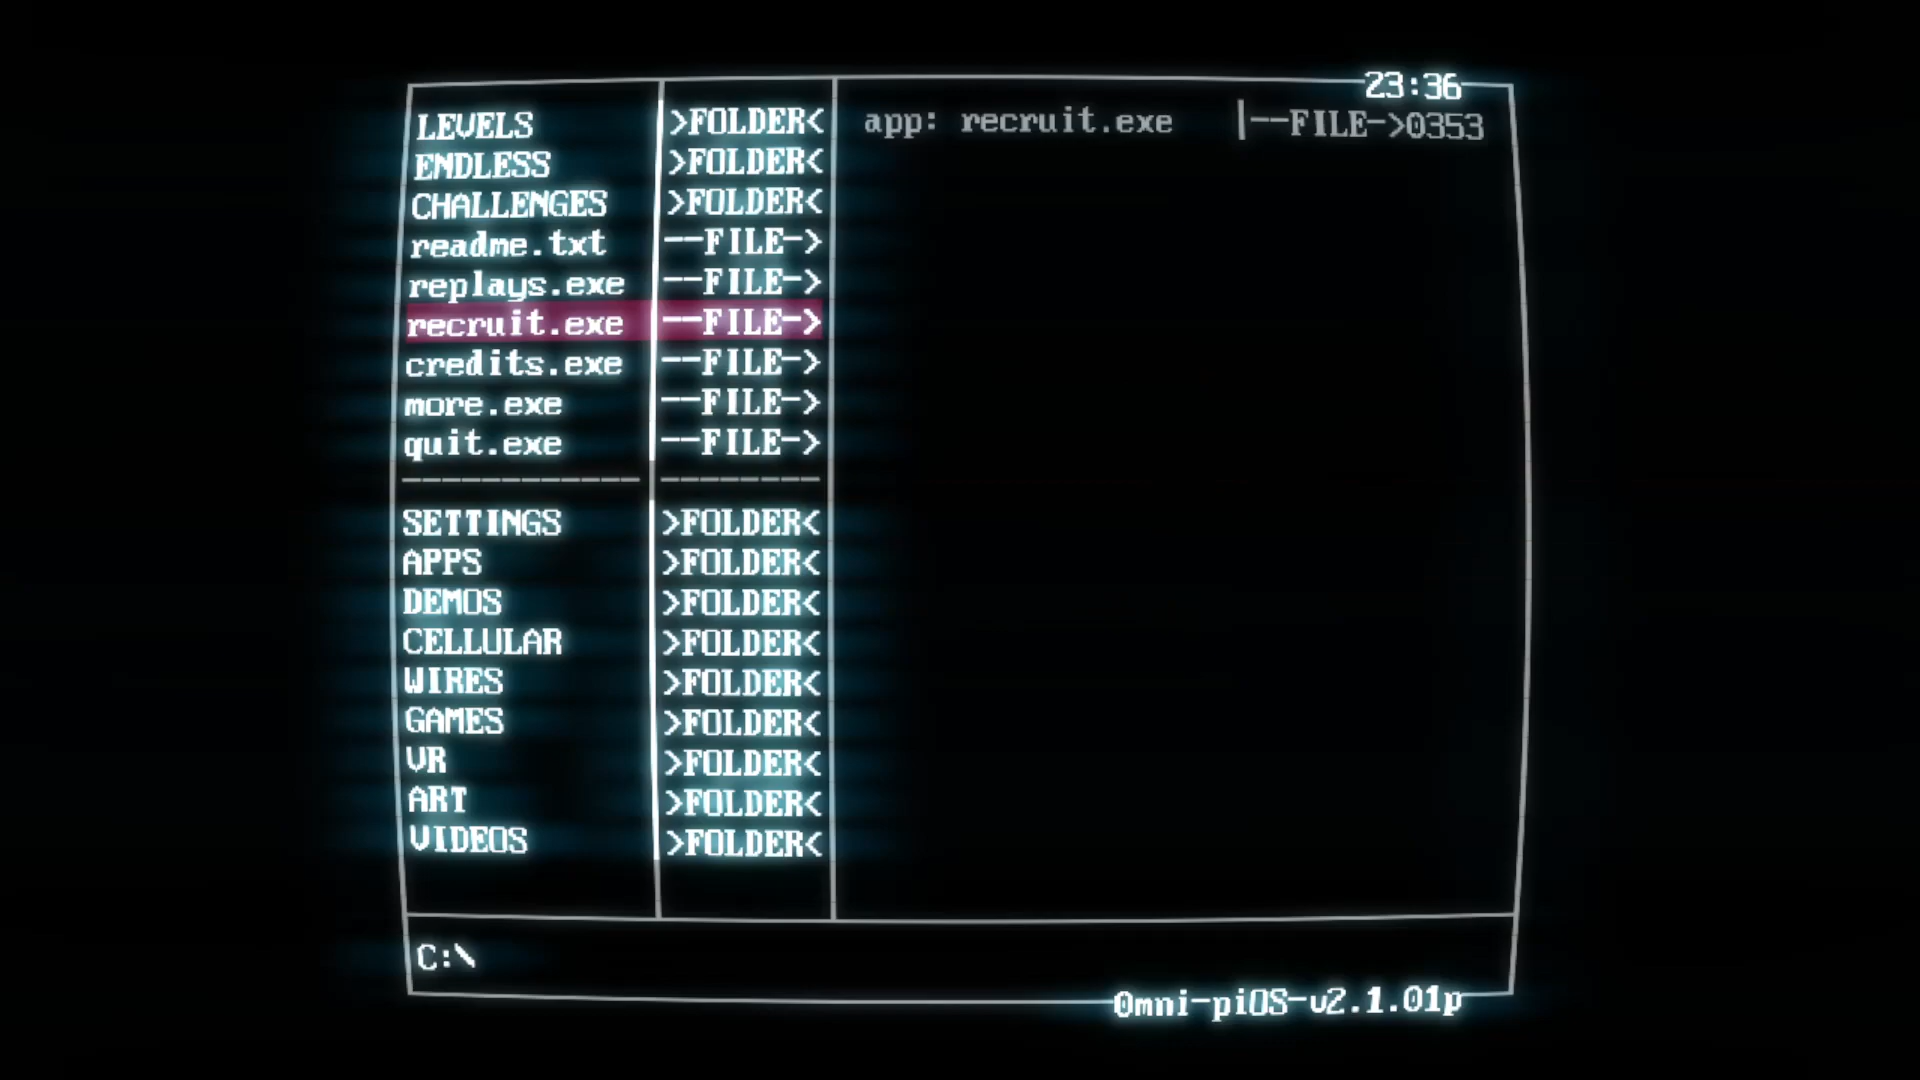 23:36
LEVELS >FOLDER< app: recruit.exe |--FILE->0353
ENDLESS >FOLDER<
CHALLENGES >FOLDER<
readme.txt --FILE->
replays.exe --FILE->
recruit.exe --FILE->
credits.exe --FILE->
more.exe --FILE->
quit.exe --FILE->
------------ --------
SETTINGS >FOLDER<
APPS >FOLDER<
DEMOS >FOLDER<
CELLULAR >FOLDER<
WIRES >FOLDER<
GAMES >FOLDER<
VR >FOLDER<
ART >FOLDER<
VIDEOS >FOLDER<
C:\
0mni-piOS-v2.1.01p